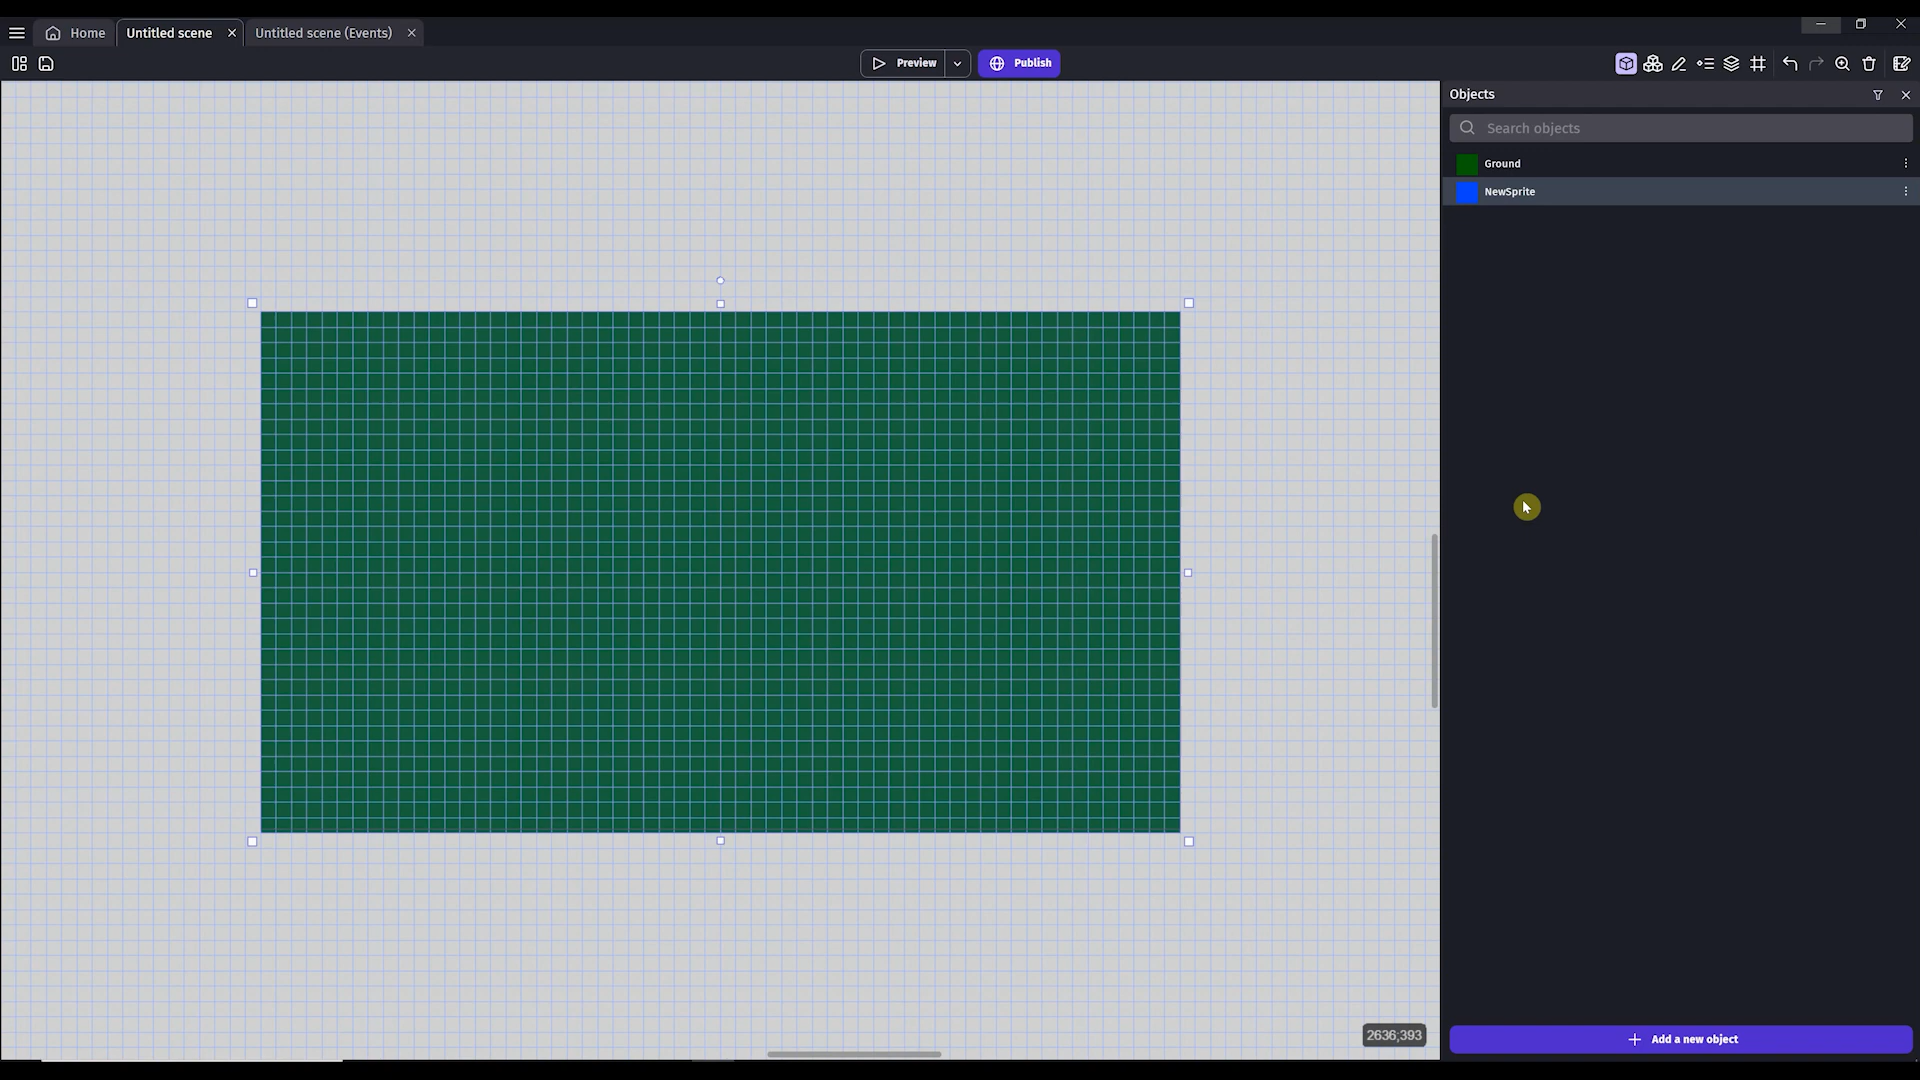 Home
Untitled scene
Untitled scene (Events)
Preview
Publish
Objects
Search objects
Ground
NewSprite
2636;393
Add a new object